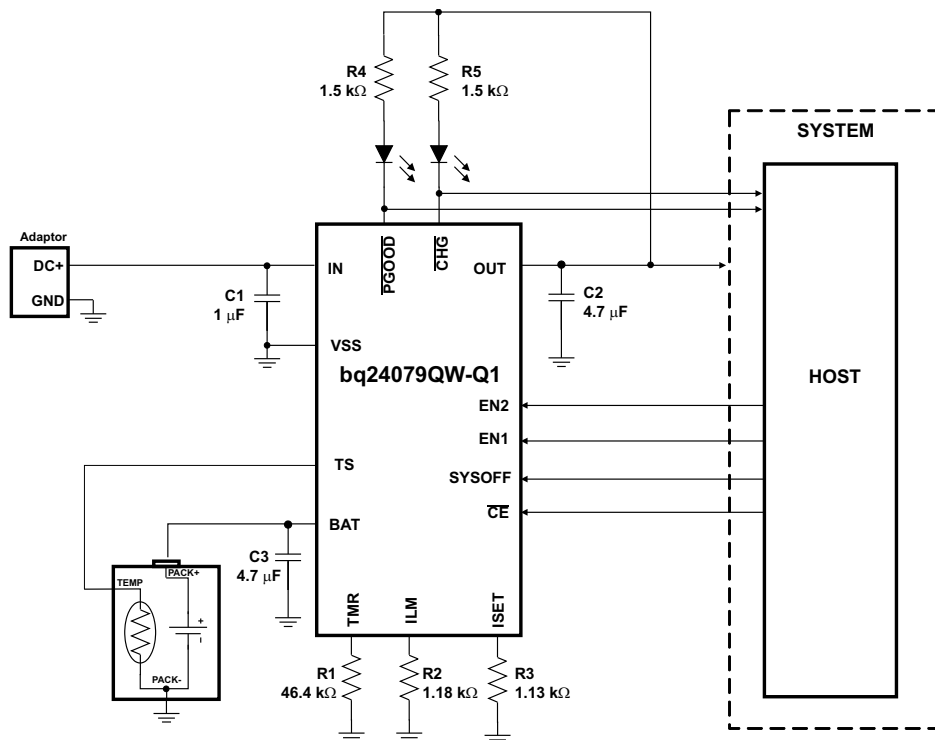 R4
1.5 kΩ
R5
1.5 kΩ
SYSTEM
Adaptor
DC+
GND
IN
PGOOD
CHG
OUT
C1
1 μF
C2
4.7 μF
VSS
bq24079QW-Q1
HOST
EN2
EN1
TS
SYSOFF
BAT
CE
C3
4.7 μF
PACK+
TEMP
+
-
PACK-
TMR
ILM
ISET
R1
46.4 kΩ
R2
1.18 kΩ
R3
1.13 kΩ